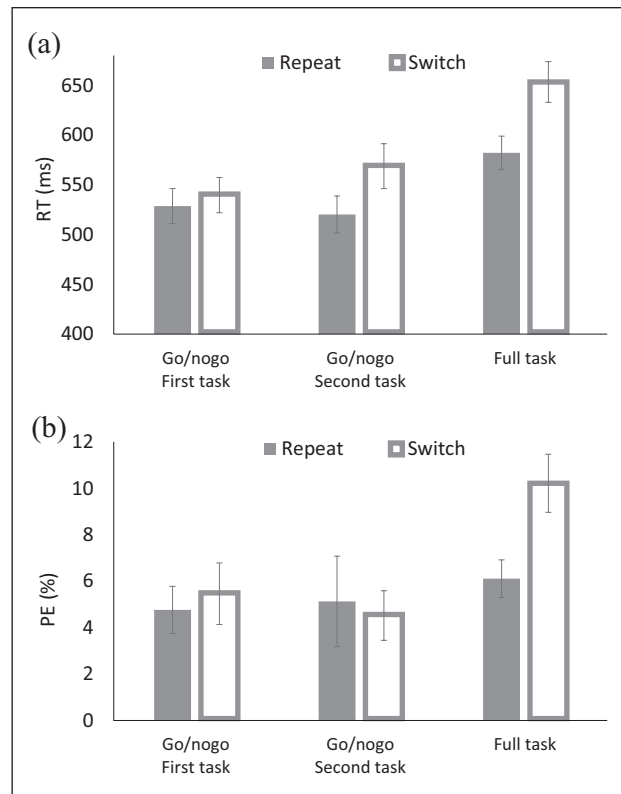 (a)
Repeat Switch
650
600
550
500
450
400
RT (ms)
Go/nogo Go/nogo Full task
First task Second task
(b)
12
Repeat Switch
10
8
6
4
2
0
PE (%)
Go/nogo Go/nogo Full task
First task Second task